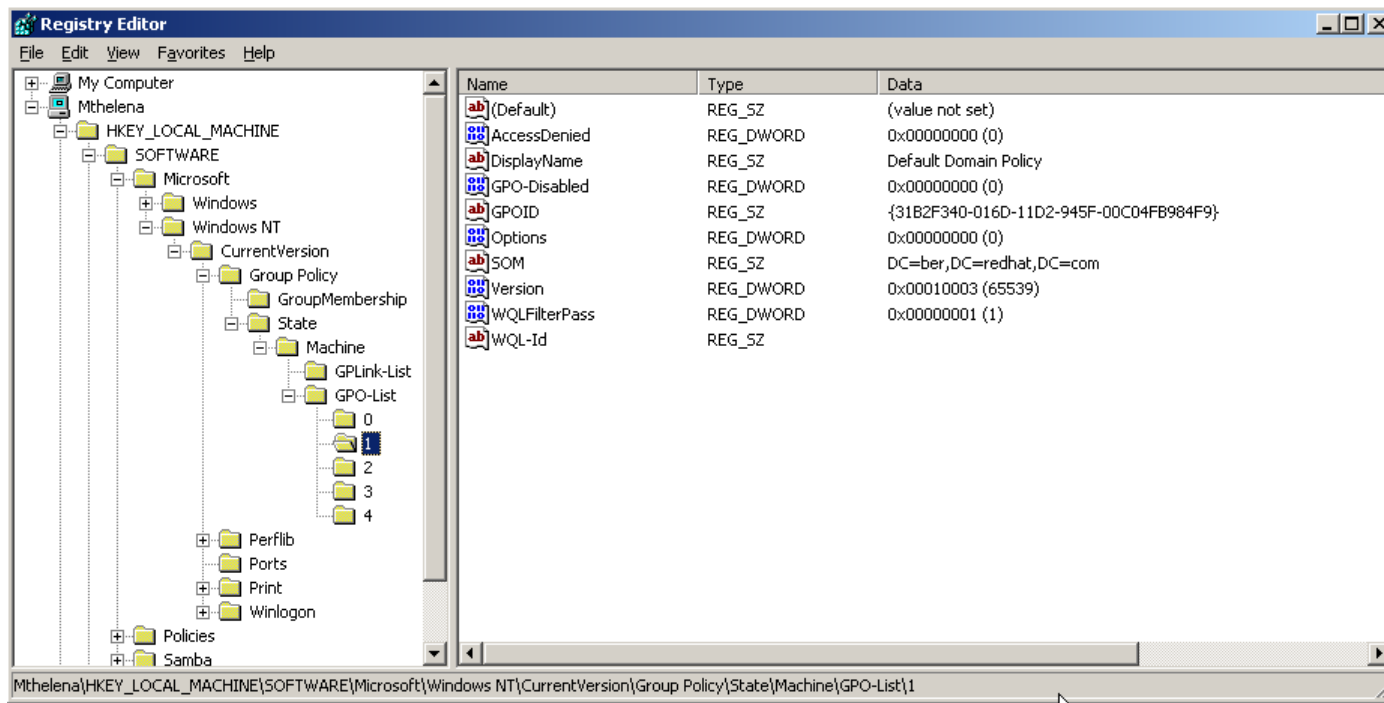 Registry Editor
File Edit View Favorites Help
My Computer
Mthelena
HKEY_LOCAL_MACHINE
SOFTWARE
Microsoft
Windows
Windows NT
CurrentVersion
Group Policy
GroupMembership
State
Machine
GPLink-List
GPO-List
0
1
2
3
4
Perflib
Ports
Print
Winlogon
Policies
Samba
Name Type Data
(Default) REG_SZ (value not set)
AccessDenied REG_DWORD 0x00000000 (0)
DisplayName REG_SZ Default Domain Policy
GPO-Disabled REG_DWORD 0x00000000 (0)
GPOID REG_SZ {31B2F340-016D-11D2-945F-00C04FB984F9}
Options REG_DWORD 0x00000000 (0)
SOM REG_SZ DC=ber,DC=redhat,DC=com
Version REG_DWORD 0x00010003 (65539)
WQLFilterPass REG_DWORD 0x00000001 (1)
WQL-Id REG_SZ
Mthelena\HKEY_LOCAL_MACHINE\SOFTWARE\Microsoft\Windows NT\CurrentVersion\Group Policy\State\Machine\GPO-List\1